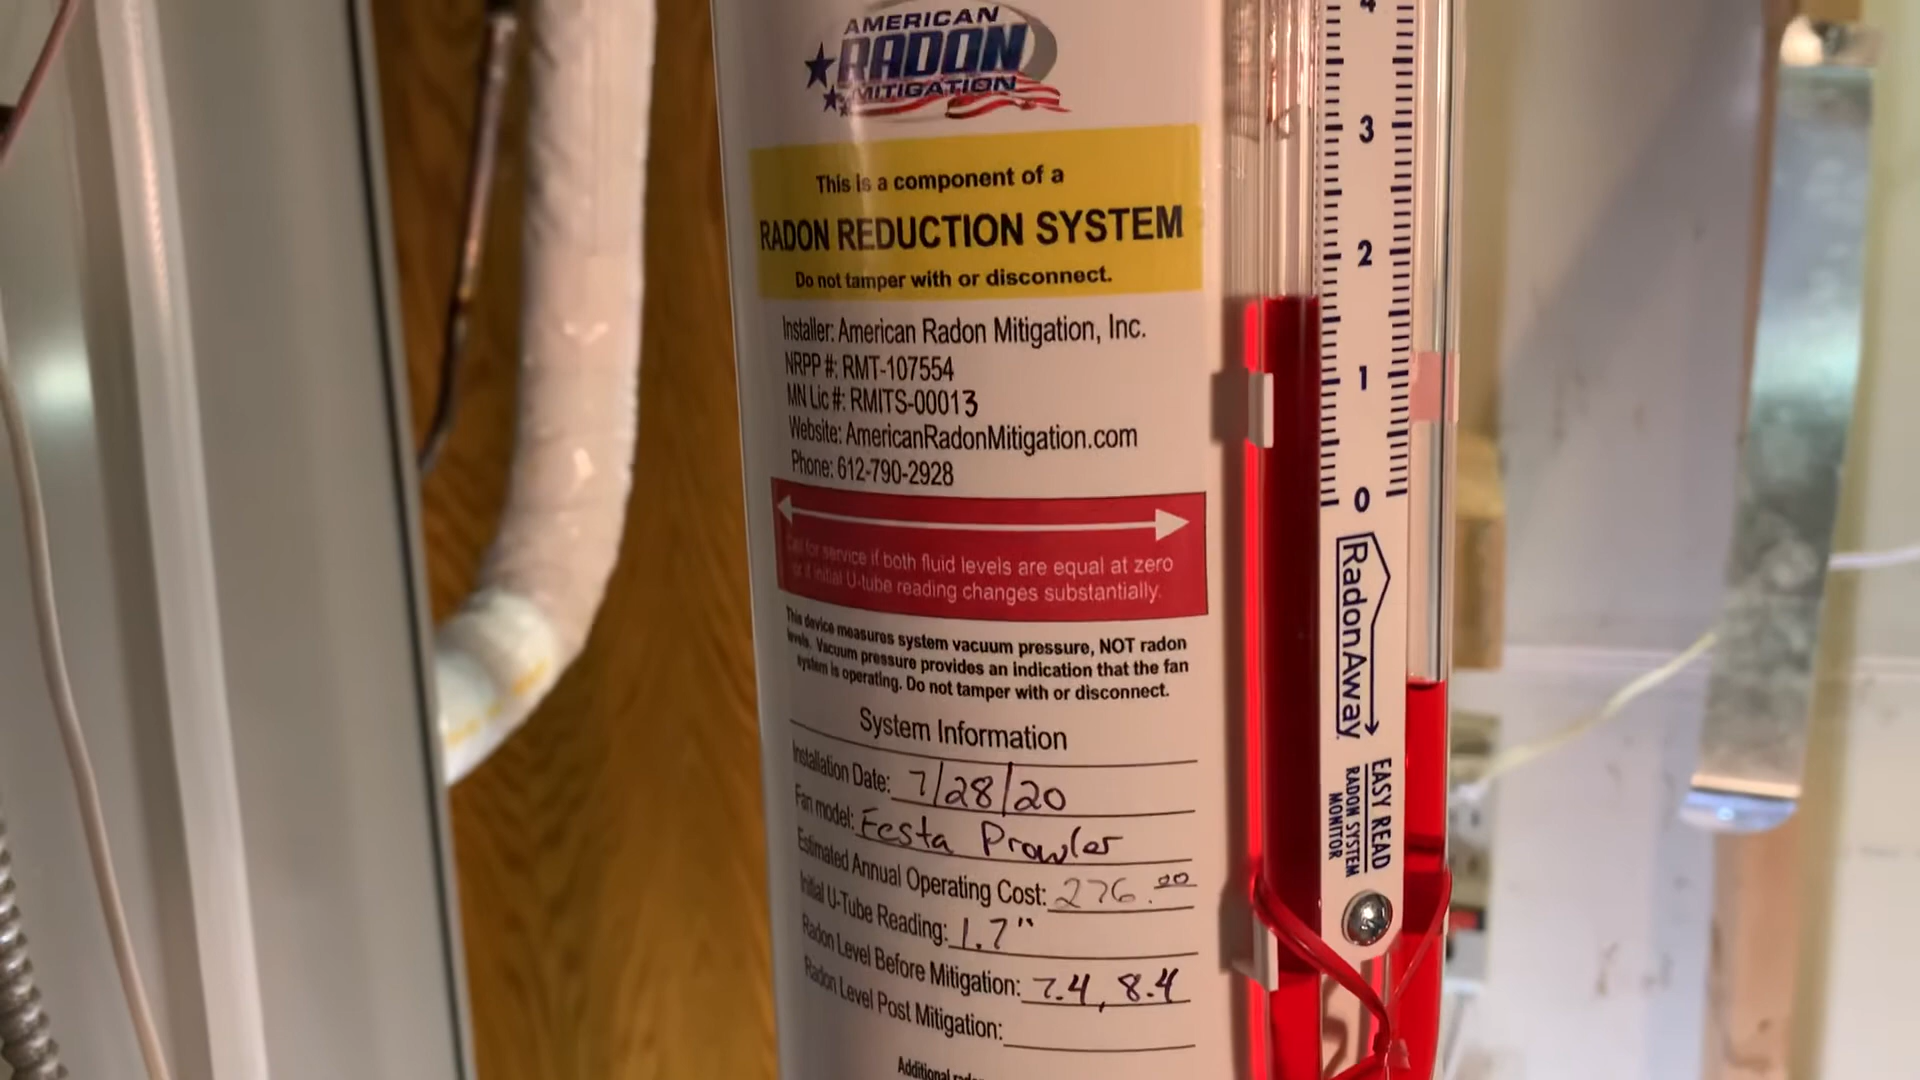 AMERICAN
RADON
MITIGATION
This is a component of a
RADON REDUCTION SYSTEM
Do not tamper with or disconnect.
Installer: American Radon Mitigation, Inc.
NRPP #: RMT-107554
MN Lic #: RMITS-00013
Website: AmericanRadonMitigation.com
Phone: 612-790-2928
Call for service if both fluid levels are equal at zero
or if initial U-tube reading changes substantially.
This device measures system vacuum pressure, NOT radon
levels. Vacuum pressure provides an indication that the fan
system is operating. Do not tamper with or disconnect.
System Information
Installation Date: 7/28/20
Fan model: Festa Prowler
Estimated Annual Operating Cost: 276.00
Initial U-Tube Reading: 1.7"
Radon Level Before Mitigation: 7.4, 8.4
Radon Level Post Mitigation:
Additional
4
3
2
1
0
RadonAway
EASY READ
RADON SYSTEM
MONITOR